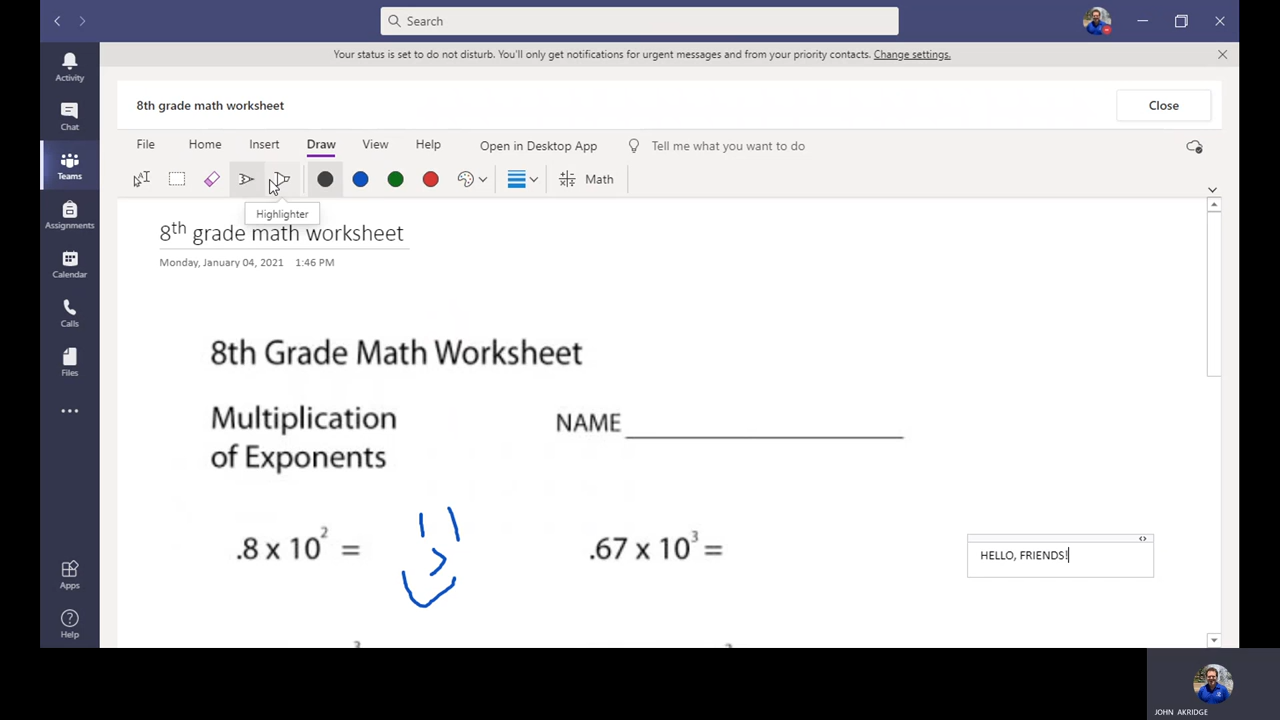 Search
Your status is set to do not disturb. You'll only get notifications for urgent messages and from your priority contacts. Change settings.
Activity
Chat
Teams
Assignments
Calendar
Calls
Files
Apps
Help
8th grade math worksheet
Close
File Home Insert Draw View Help Open in Desktop App Tell me what you want to do
Math
Highlighter
8th grade math worksheet
Monday, January 04, 2021 1:46 PM
8th Grade Math Worksheet
Multiplication
of Exponents
NAME
.8 x 10² =
.67 x 10³ =
HELLO, FRIENDS!
3
2
JOHN AKRIDGE